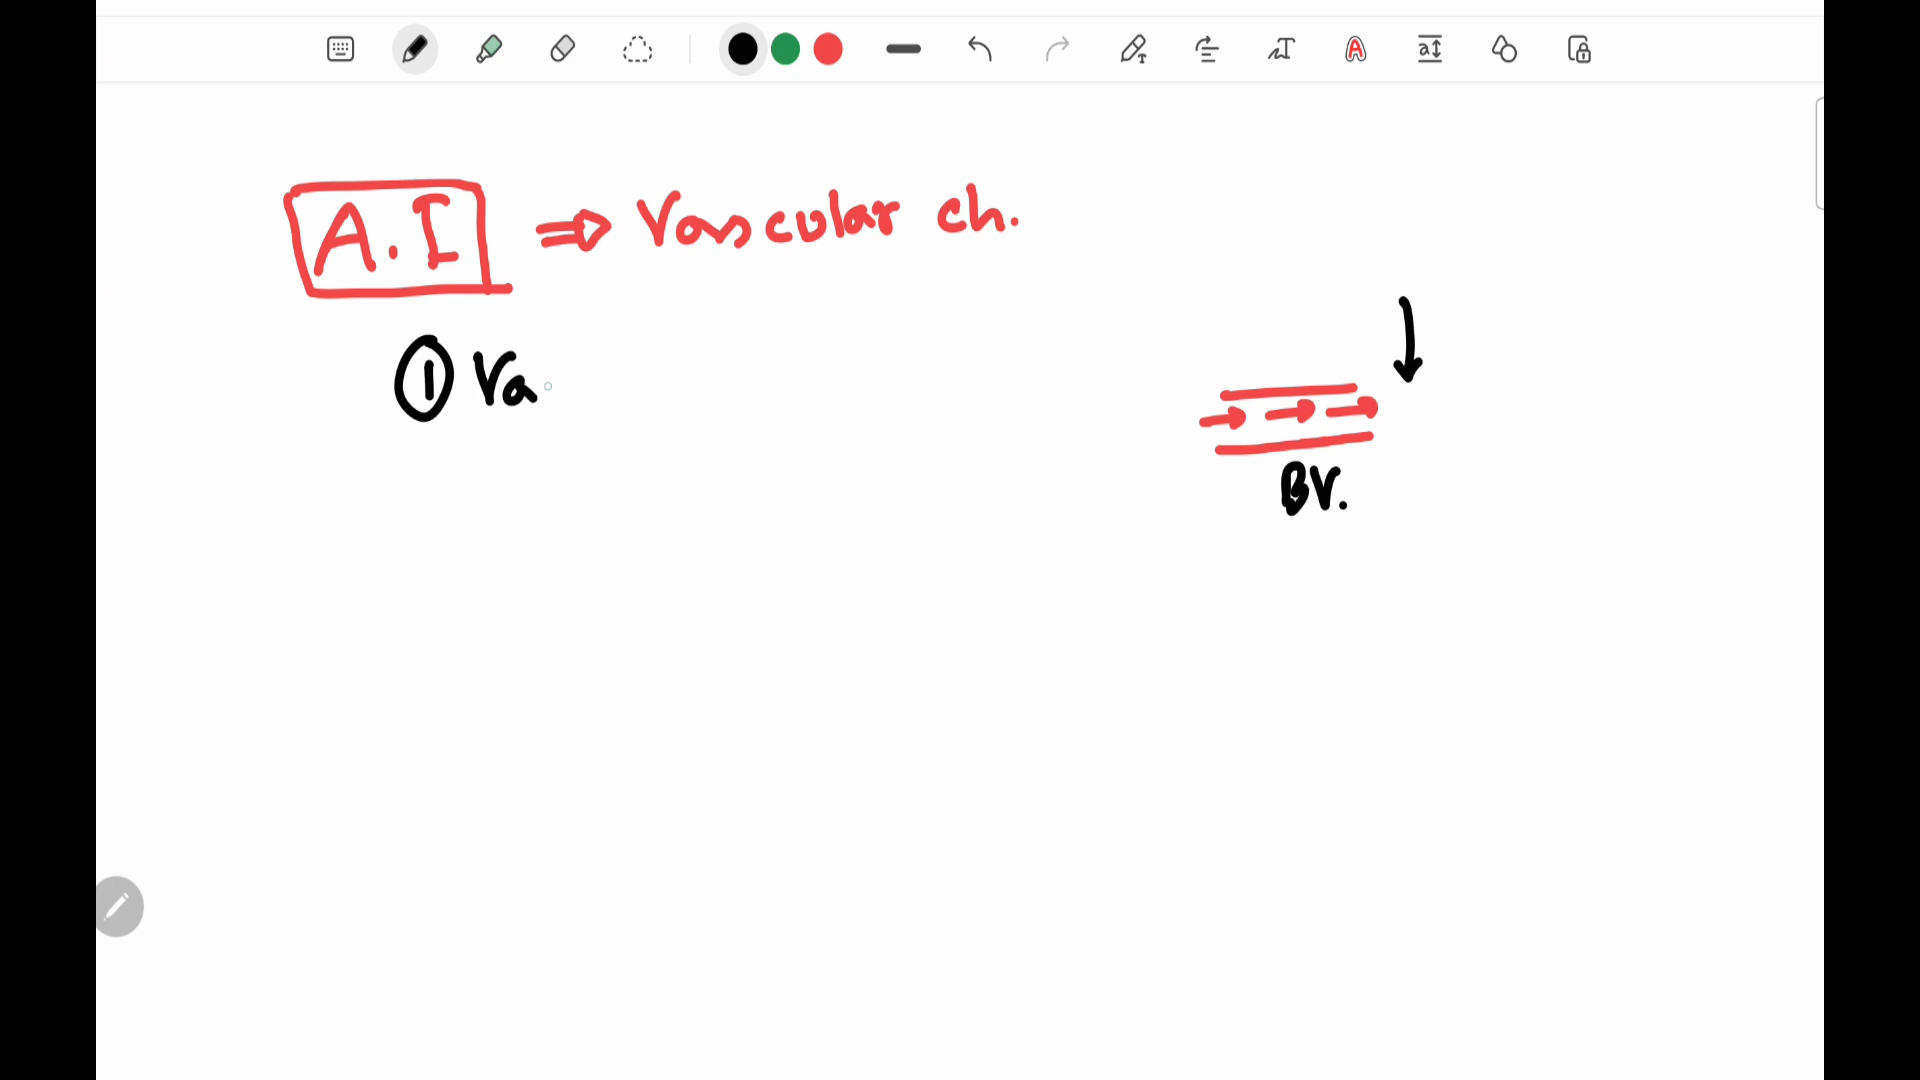 A.I ⇒ Vascular ch.
① Va
BV.